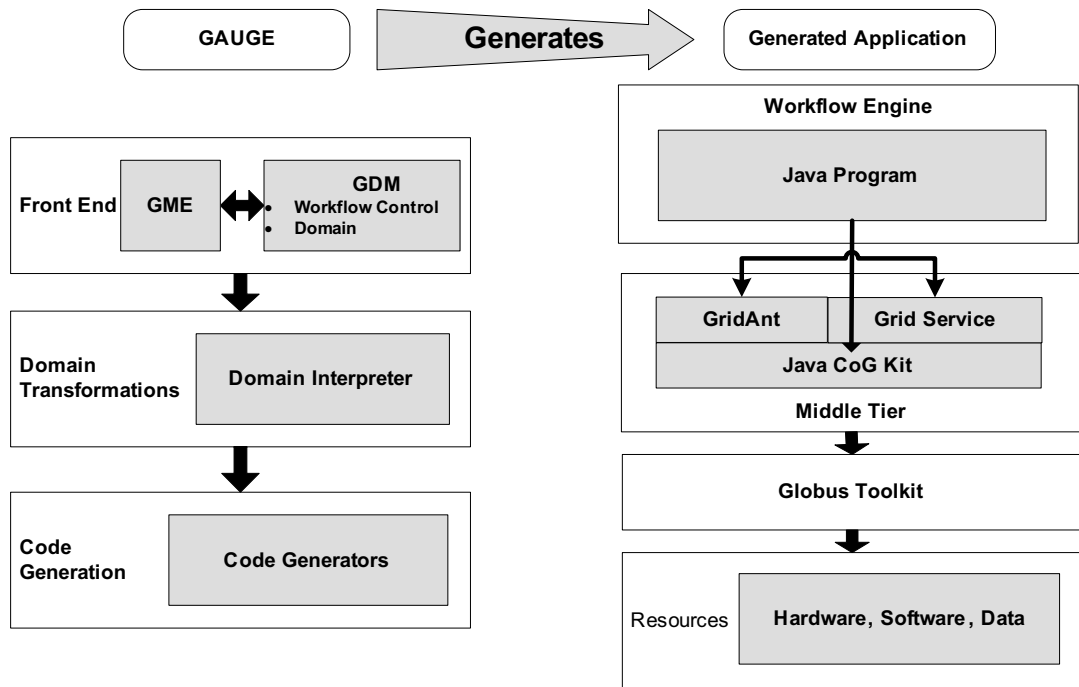 GAUGE
Generates
Generated Application
Front End
GME
GDM
• Workflow Control
• Domain
Domain
Transformations
Domain Interpreter
Code
Generation
Code Generators
Workflow Engine
Java Program
GridAnt
Grid Service
Java CoG Kit
Middle Tier
Globus Toolkit
Resources
Hardware, Software, Data